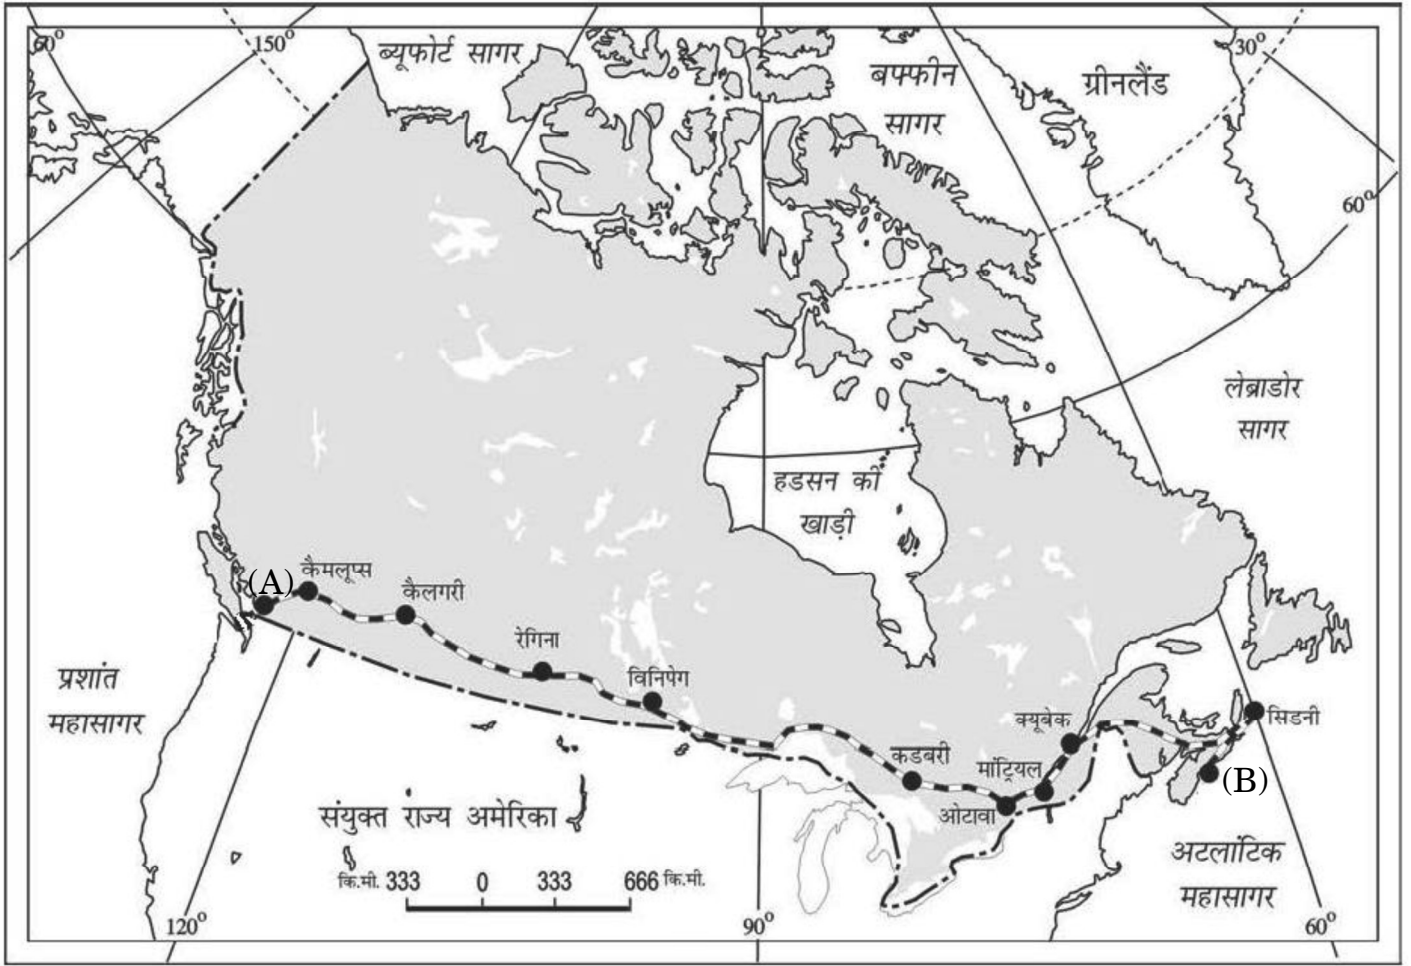 60°
150°
ब्यूफोर्ट सागर
बफ्फीन
सागर
ग्रीनलैंड
30°
60°
लेब्राडोर
सागर
हडसन की
खाड़ी
(A)
कैमलूप्स
कैलगरी
रेगिना
विनिपेग
प्रशांत
महासागर
क्यूबेक
सिडनी
कडबरी
मांट्रियल
(B)
ओटावा
संयुक्त राज्य अमेरिका
अटलांटिक
महासागर
कि.मी. 333 0 333 666 कि.मी.
120°
90°
60°